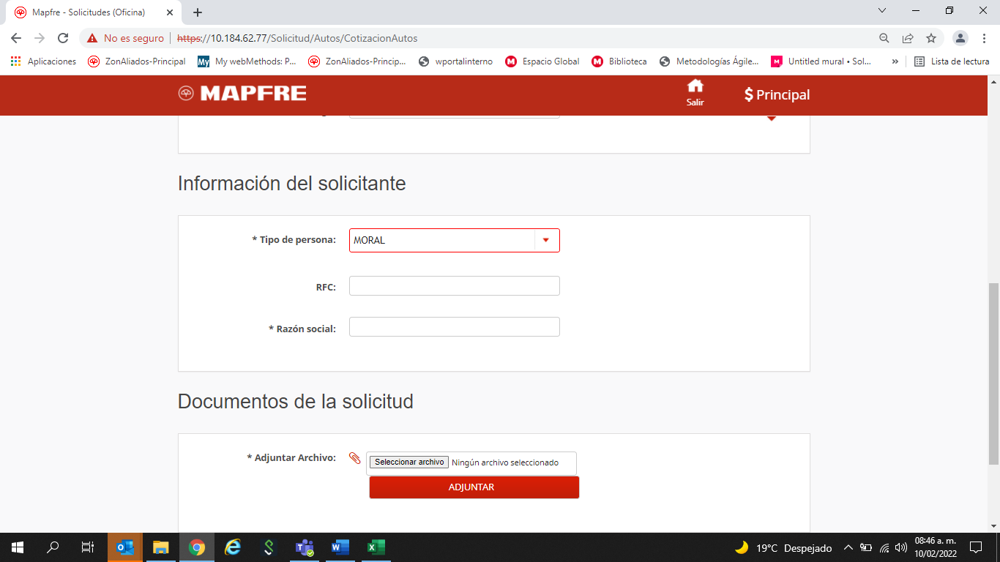 Mapfre - Solicitudes (Oficina)
No es seguro
https://10.184.62.77/Solicitud/Autos/CotizacionAutos
Aplicaciones
ZonAliados-Principal
My webMethods: P...
ZonAliados-Princip...
wportalinterno
Espacio Global
Biblioteca
Metodologías Ágile...
Untitled mural • Sol...
»
Lista de lectura
MAPFRE
Salir
$ Principal
Información del solicitante
* Tipo de persona:
MORAL
RFC:
* Razón social:
Documentos de la solicitud
* Adjuntar Archivo:
Seleccionar archivo
Ningún archivo seleccionado
ADJUNTAR
19°C Despejado
08:46 a. m.
10/02/2022